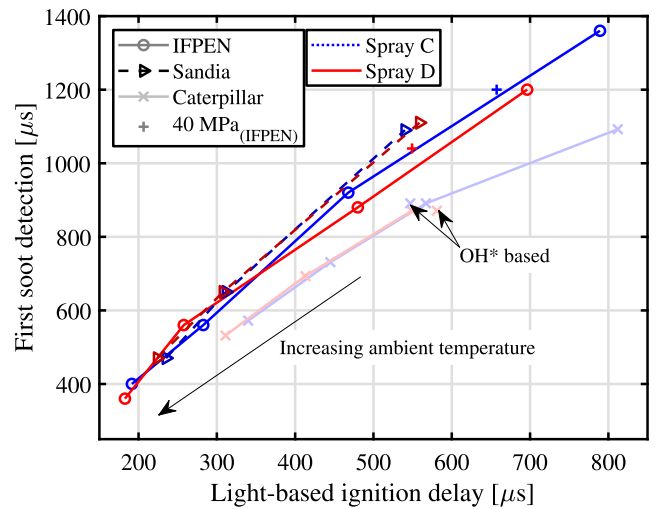 1400
1200
1000
800
600
400
First soot detection [μs]
IFPEN
Sandia
Caterpillar
40 MPa(IFPEN)
Spray C
Spray D
OH* based
Increasing ambient temperature
200 300 400 500 600 700 800
Light-based ignition delay [μs]